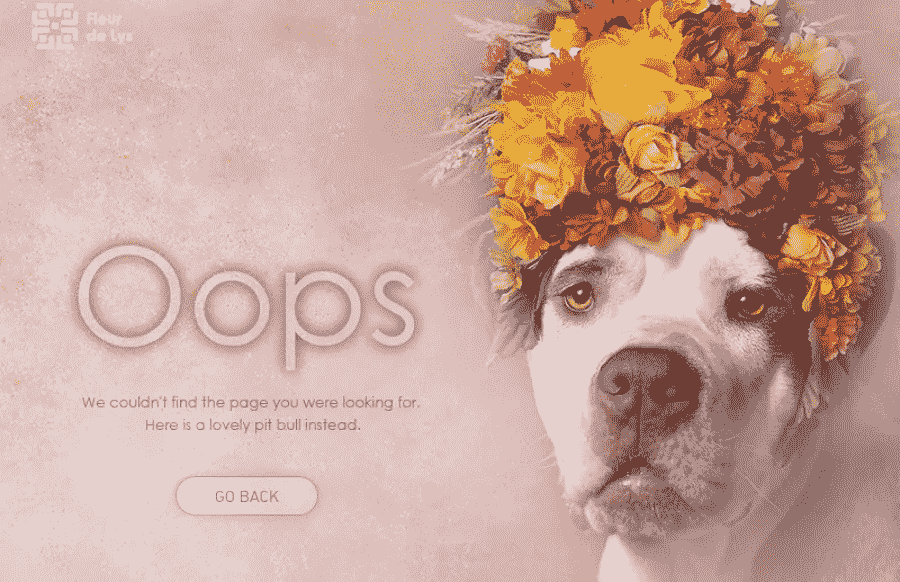 Fleur
de Lys
Oops
We couldn't find the page you were looking for.
Here is a lovely pit bull instead.
GO BACK